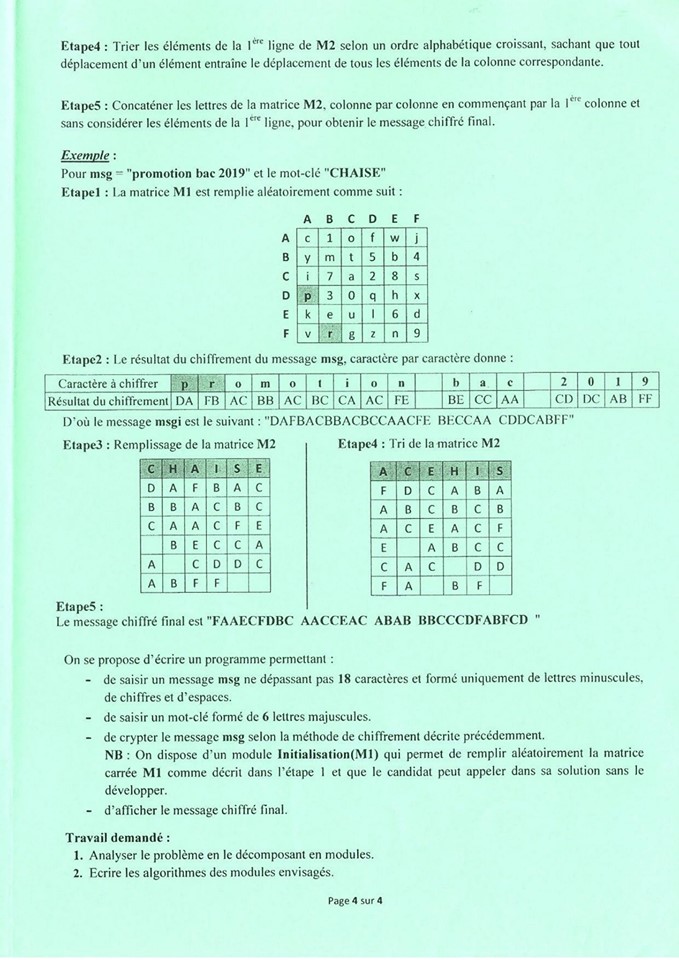 Etape4 : Trier les éléments de la 1ère ligne de M2 selon un ordre alphabétique croissant, sachant que tout
déplacement d'un élément entraîne le déplacement de tous les éléments de la colonne correspondante.
Etape5 : Concaténer les lettres de la matrice M2, colonne par colonne en commençant par la 1ère colonne et
sans considérer les éléments de la 1ère ligne, pour obtenir le message chiffré final.
Exemple :
Pour msg = "promotion bac 2019" et le mot-clé "CHAISE"
Etape1 : La matrice M1 est remplie aléatoirement comme suit :
A B C D E F
A c 1 o f w j
B y m t 5 b 4
C i 7 a 2 8 s
D p 3 0 q h x
E k e u l 6 d
F v r g z n 9
Etape2 : Le résultat du chiffrement du message msg, caractère par caractère donne :
Caractère à chiffrer p r o m o t i o n b a c 2 0 1 9
Résultat du chiffrement DA FB AC BB AC BC CA AC FE BE CC AA CD DC AB FF
D'où le message msgi est le suivant : "DAFBACBBACBCCAACFE BECCAA CDDCABFF"
Etape3 : Remplissage de la matrice M2
C H A I S E
D A F B A C
B B A C B C
C A A C F E
B E C C A
A C D D C
A B F F
Etape4 : Tri de la matrice M2
A C E H I S
F D C A B A
A B C B C B
A C E A C F
E A B C C
C A C D D
F A B F
Etape5 :
Le message chiffré final est "FAAECFDBC AACCEAC ABAB BBCCCDFABFCD "
On se propose d'écrire un programme permettant :
- de saisir un message msg ne dépassant pas 18 caractères et formé uniquement de lettres minuscules,
de chiffres et d'espaces.
- de saisir un mot-clé formé de 6 lettres majuscules.
- de crypter le message msg selon la méthode de chiffrement décrite précédemment.
NB : On dispose d'un module Initialisation(M1) qui permet de remplir aléatoirement la matrice
carrée M1 comme décrit dans l'étape 1 et que le candidat peut appeler dans sa solution sans le
développer.
- d'afficher le message chiffré final.
Travail demandé :
1. Analyser le problème en le décomposant en modules.
2. Ecrire les algorithmes des modules envisagés.
Page 4 sur 4